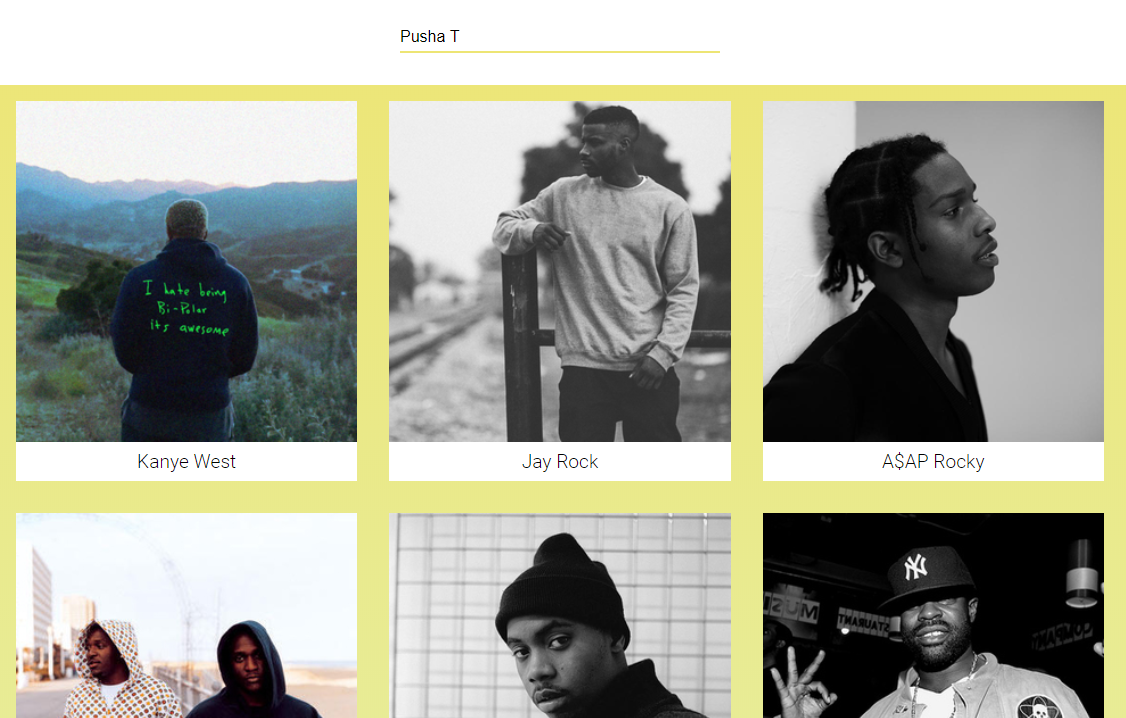 Pusha T
I hate being
Bi-Polar
its awesome
Kanye West
Jay Rock
A$AP Rocky
NY